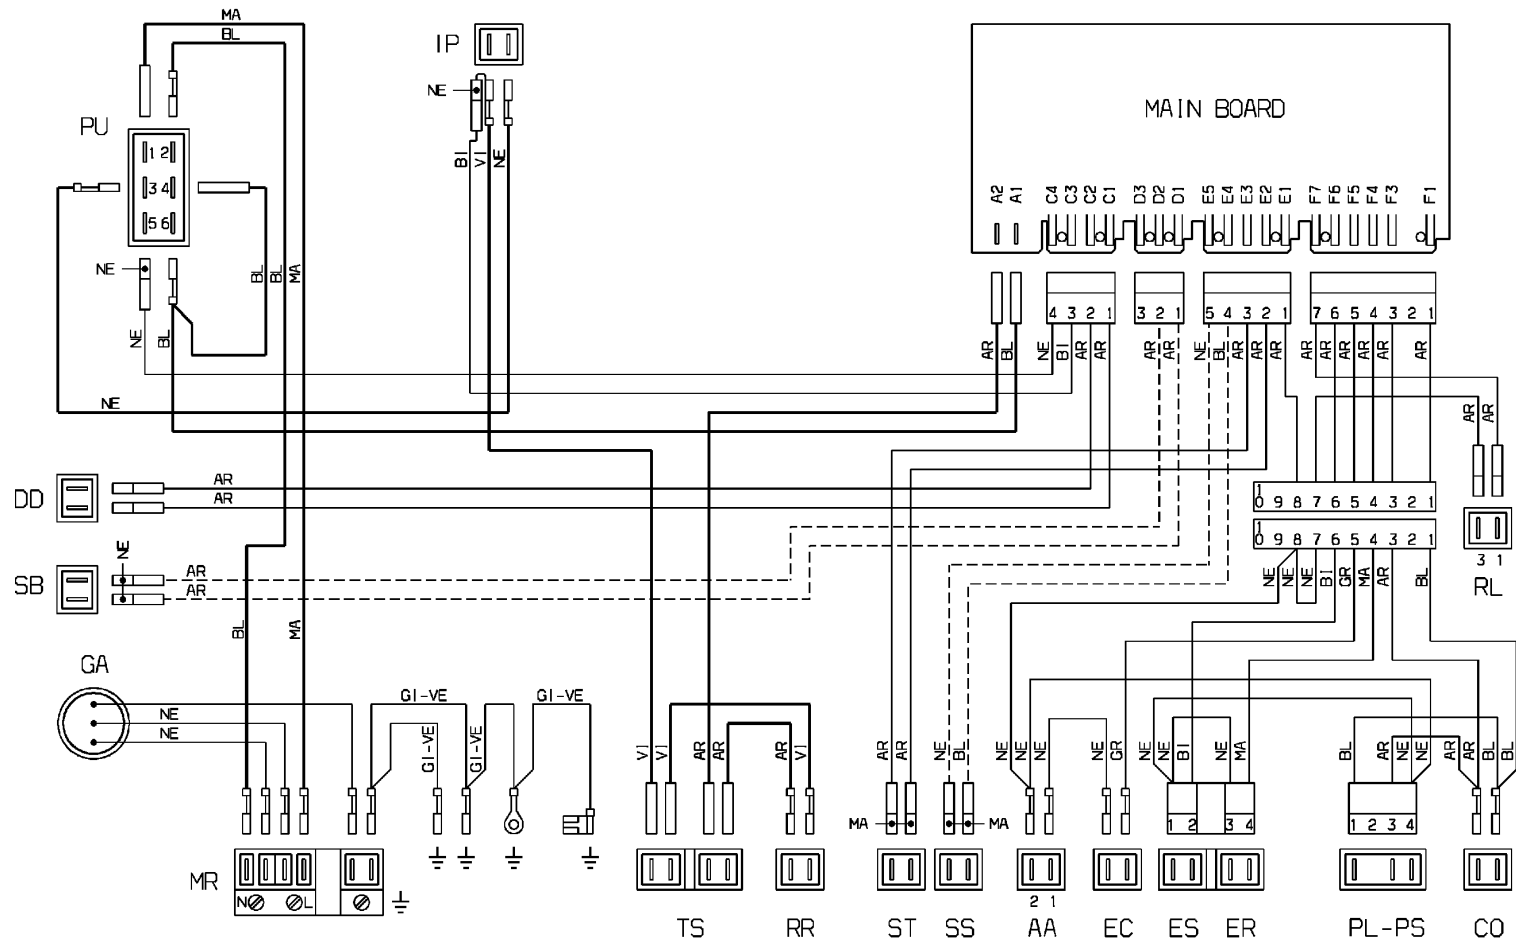 MA
BL
IP
NE
MAIN BOARD
PU
1 2
3 4
5 6
BI
VI
NE
A2
A1
C4
C3
C2
C1
D3
D2
D1
E5
E4
E3
E2
E1
F7
F6
F5
F4
F3
F1
NE
BL
BL
MA
4 3 2 1
3 2 1
5 4 3 2 1
7 6 5 4 3 2 1
NE
BL
AR
BL
NE
BI
AR
AR
AR
AR
NE
BL
AR
AR
AR
AR
AR
AR
AR
AR
AR
NE
AR
AR
DD
AR
AR
10 9 8 7 6 5 4 3 2 1
10 9 8 7 6 5 4 3 2 1
3 1
RL
NE
SB
AR
AR
NE
NE
NE
BI
GR
MA
AR
BL
BL
MA
GA
NE
NE
GI-VE
GI-VE
GI-VE
GI-VE
VI
VI
AR
AR
AR
VI
AR
AR
NE
BL
NE
NE
NE
NE
GR
NE
NE
BI
NE
MA
BL
AR
NE
NE
AR
AR
BL
BL
MA
MA
1 2
3 4
1 2 3 4
MR
N
L
2 1
TS
RR
ST
SS
AA
EC
ES
ER
PL-PS
CO